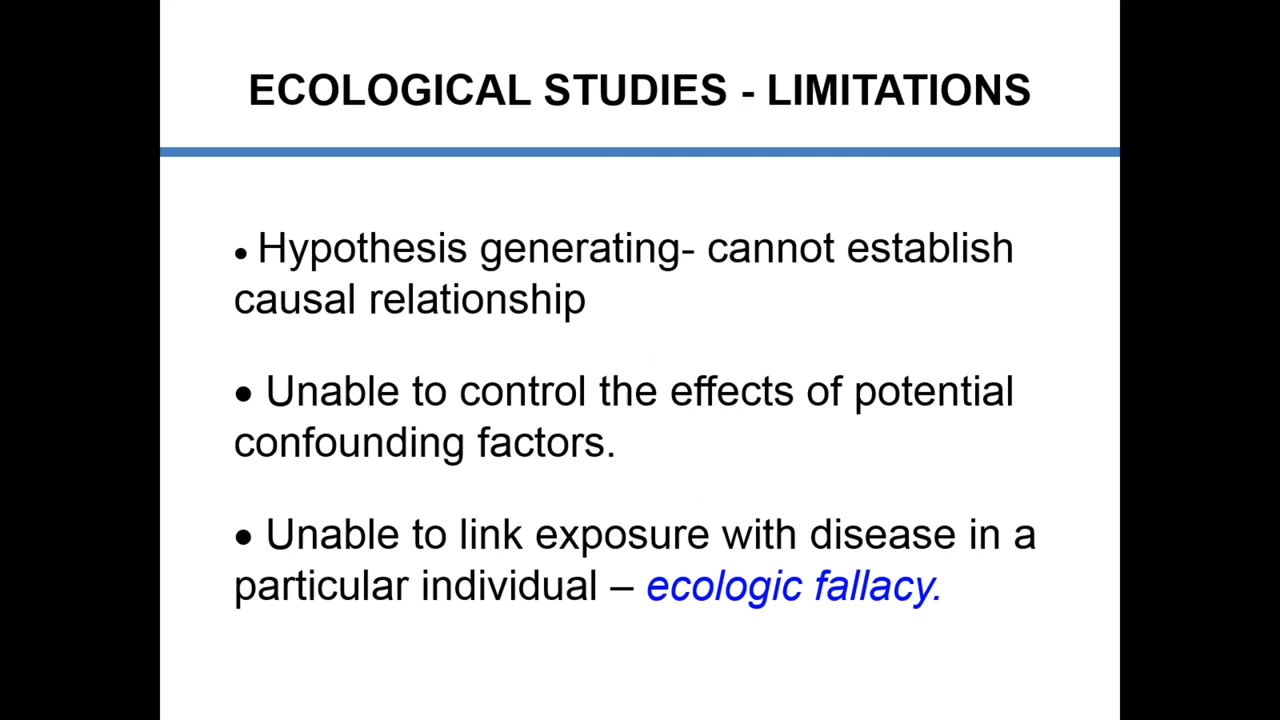 ECOLOGICAL STUDIES - LIMITATIONS
• Hypothesis generating- cannot establish
causal relationship
• Unable to control the effects of potential
confounding factors.
• Unable to link exposure with disease in a
particular individual – ecologic fallacy.